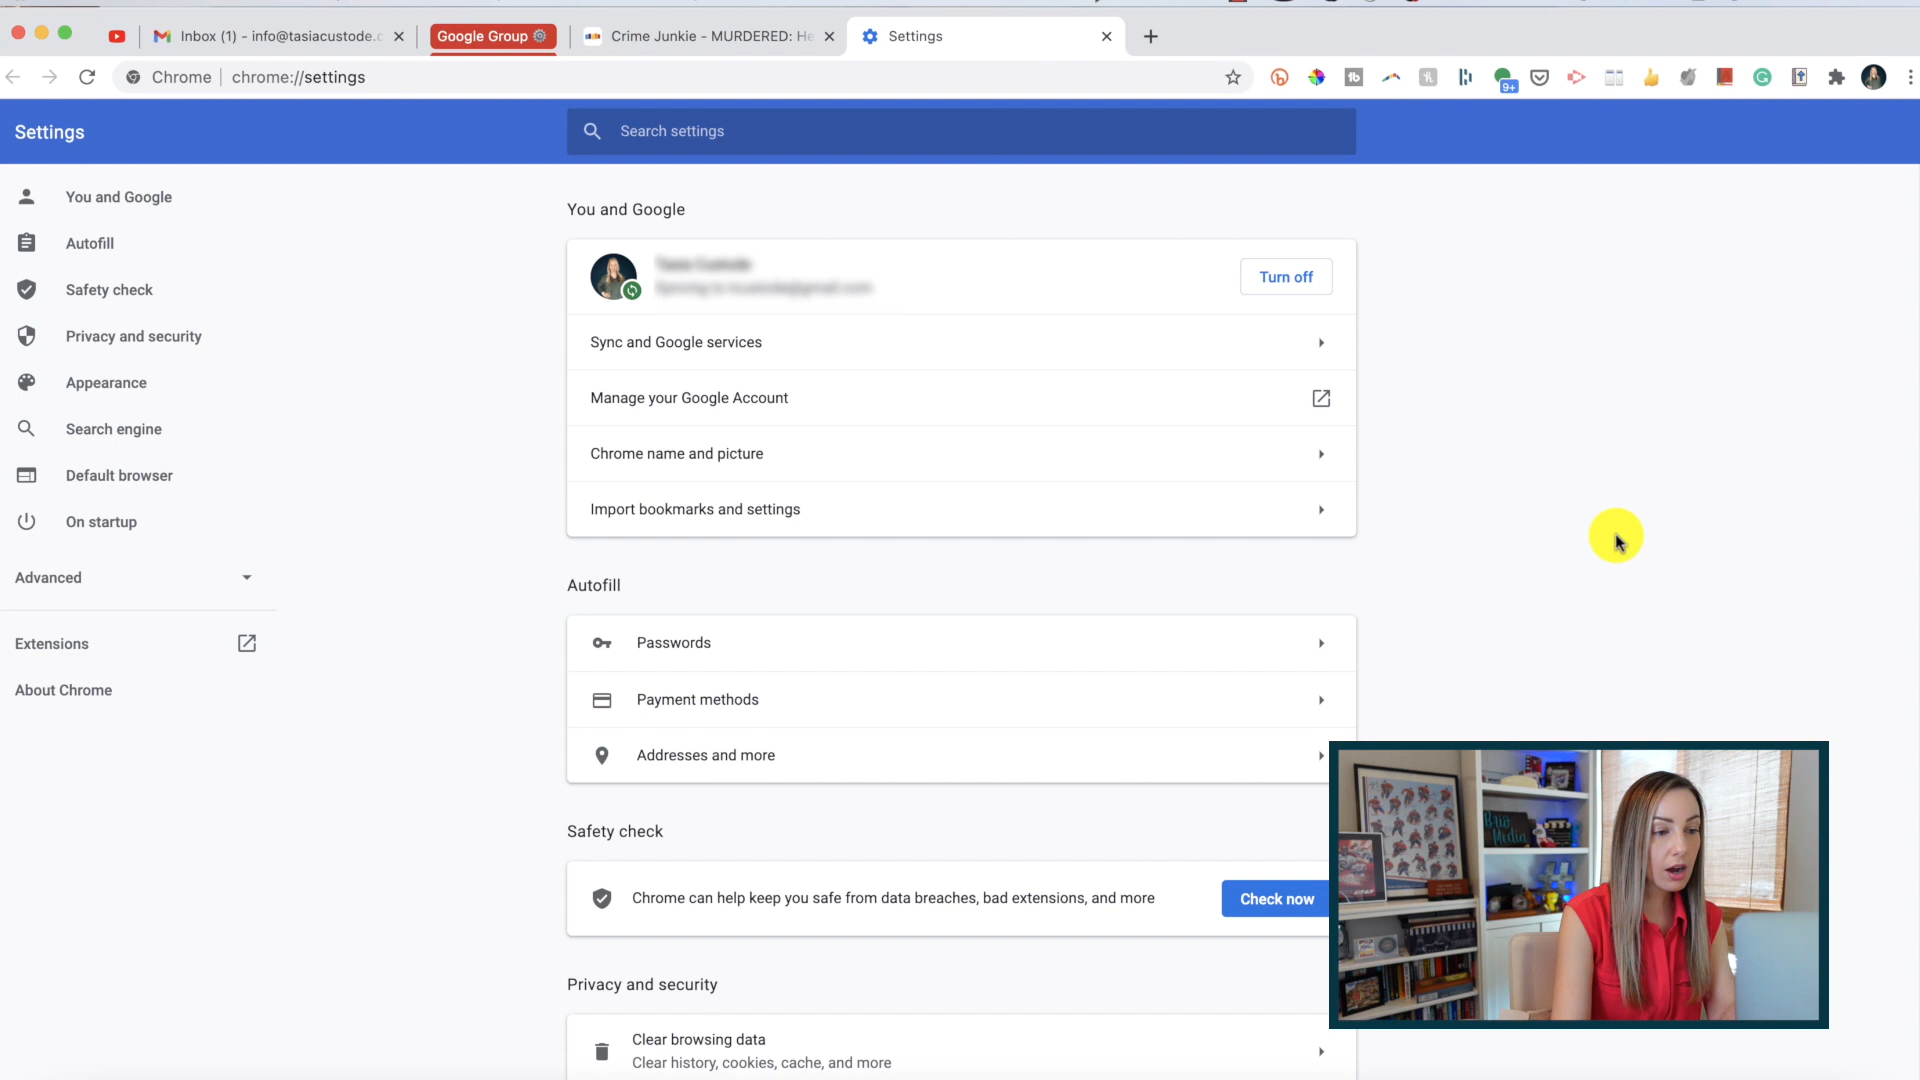 Inbox (1) - info@tasiacustode.c
Google Group
Crime Junkie - MURDERED: He
Settings
Chrome
chrome://settings
9+
Settings
Search settings
You and Google
Autofill
Safety check
Privacy and security
Appearance
Search engine
Default browser
On startup
Advanced
Extensions
About Chrome
You and Google
Turn off
Sync and Google services
Manage your Google Account
Chrome name and picture
Import bookmarks and settings
Autofill
Passwords
Payment methods
Addresses and more
Safety check
Chrome can help keep you safe from data breaches, bad extensions, and more
Check now
Privacy and security
Clear browsing data
Clear history, cookies, cache, and more
Brio
Media